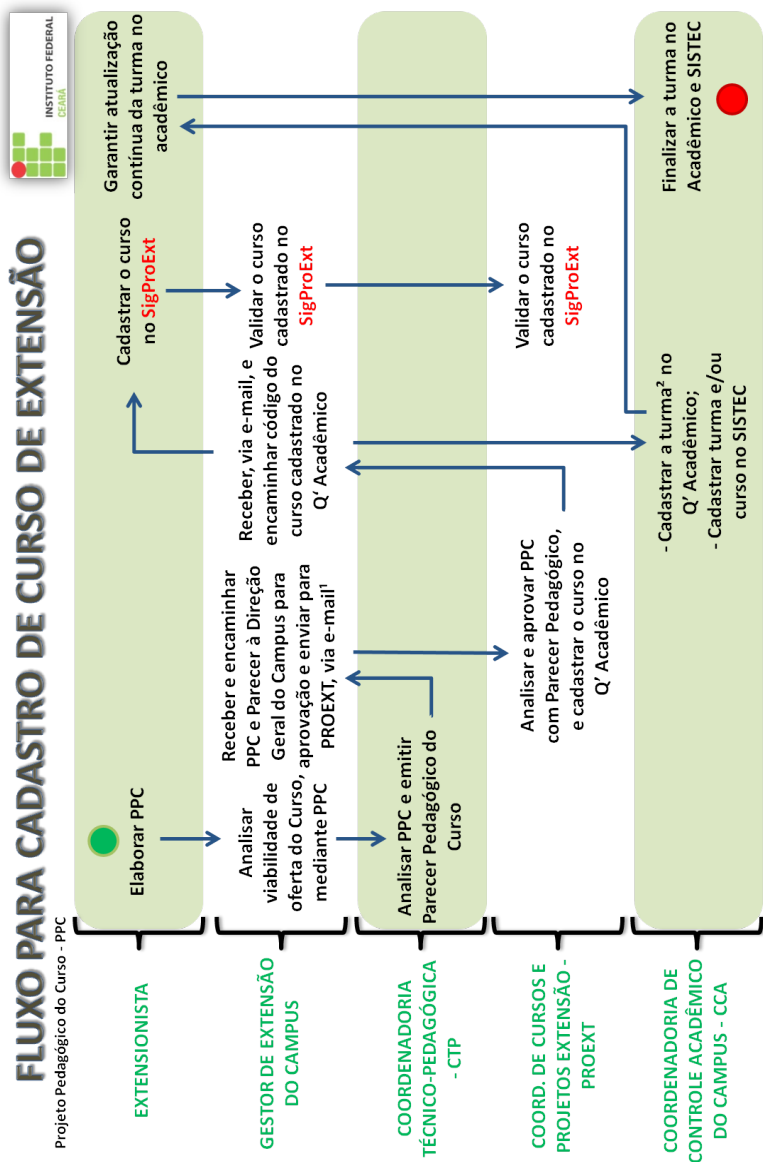 FLUXO PARA CADASTRO DE CURSO DE EXTENSÃO
Projeto Pedagógico do Curso - PPC
INSTITUTO FEDERAL
CEARÁ
EXTENSIONISTA
Elaborar PPC
Cadastrar o curso
no SigProExt
Garantir atualização
contínua da turma no
acadêmico
GESTOR DE EXTENSÃO
DO CAMPUS
Analisar
viabilidade de
oferta do Curso,
mediante PPC
Receber e encaminhar
PPC e Parecer à Direção
Geral do Campus para
aprovação e enviar para
PROEXT, via e-mail¹
Receber, via e-mail, e
encaminhar código do
curso cadastrado no
Q’ Acadêmico
Validar o curso
cadastrado no
SigProExt
COORDENADORIA
TÉCNICO-PEDAGÓGICA
- CTP
Analisar PPC e emitir
Parecer Pedagógico do
Curso
COORD. DE CURSOS E
PROJETOS EXTENSÃO -
PROEXT
Analisar e aprovar PPC
com Parecer Pedagógico,
e cadastrar o curso no
Q’ Acadêmico
Validar o curso
cadastrado no
SigProExt
COORDENADORIA DE
CONTROLE ACADÊMICO
DO CAMPUS - CCA
- Cadastrar a turma² no
Q’ Acadêmico;
- Cadastrar turma e/ou
curso no SISTEC
Finalizar a turma no
Acadêmico e SISTEC